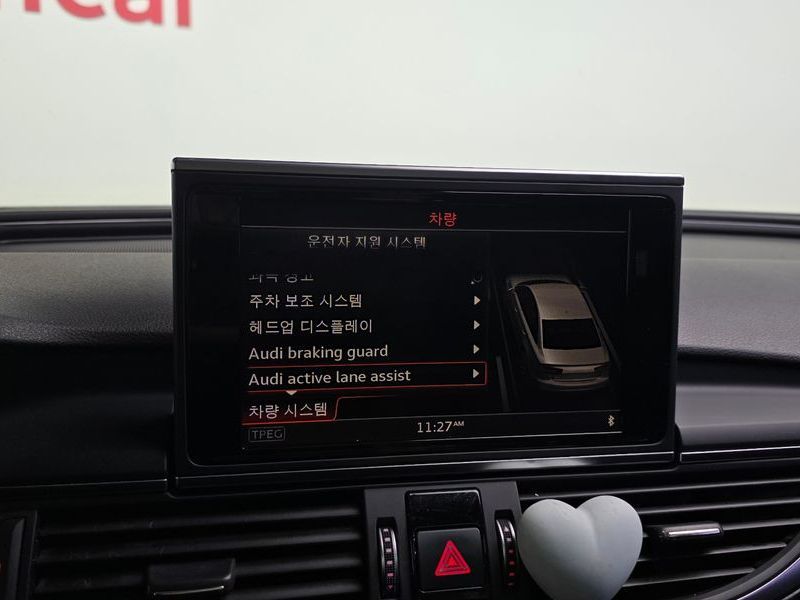 차량
운전자 지원 시스템
주차 보조 시스템
헤드업 디스플레이
Audi braking guard
Audi active lane assist
차량 시스템
TPEG
11:27AM